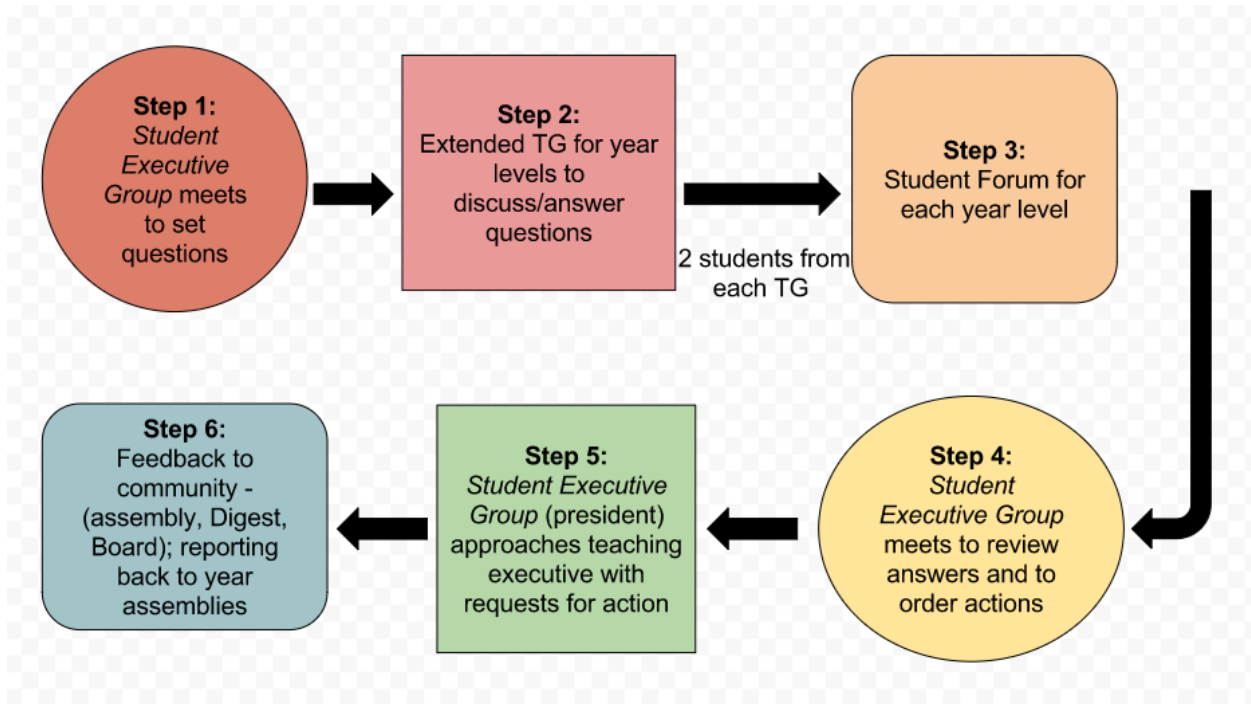 Step 1:
Student
Executive
Group meets
to set
questions
Step 2:
Extended TG for year
levels to
discuss/answer
questions
2 students from
each TG
Step 3:
Student Forum for
each year level
Step 4:
Student
Executive Group
meets to review
answers and to
order actions
Step 5:
Student Executive
Group (president)
approaches teaching
executive with
requests for action
Step 6:
Feedback to
community -
(assembly, Digest,
Board); reporting
back to year
assemblies